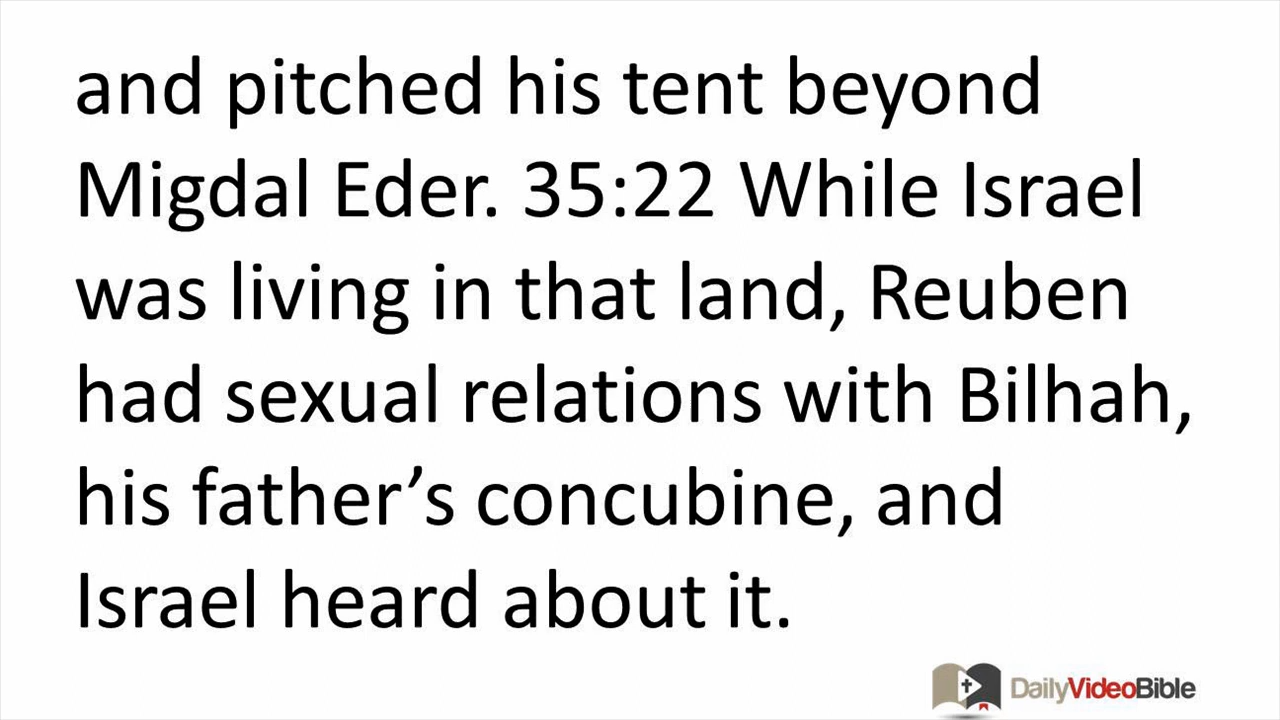 and pitched his tent beyond
Migdal Eder. 35:22 While Israel
was living in that land, Reuben
had sexual relations with Bilhah,
his father’s concubine, and
Israel heard about it.
DailyVideoBible